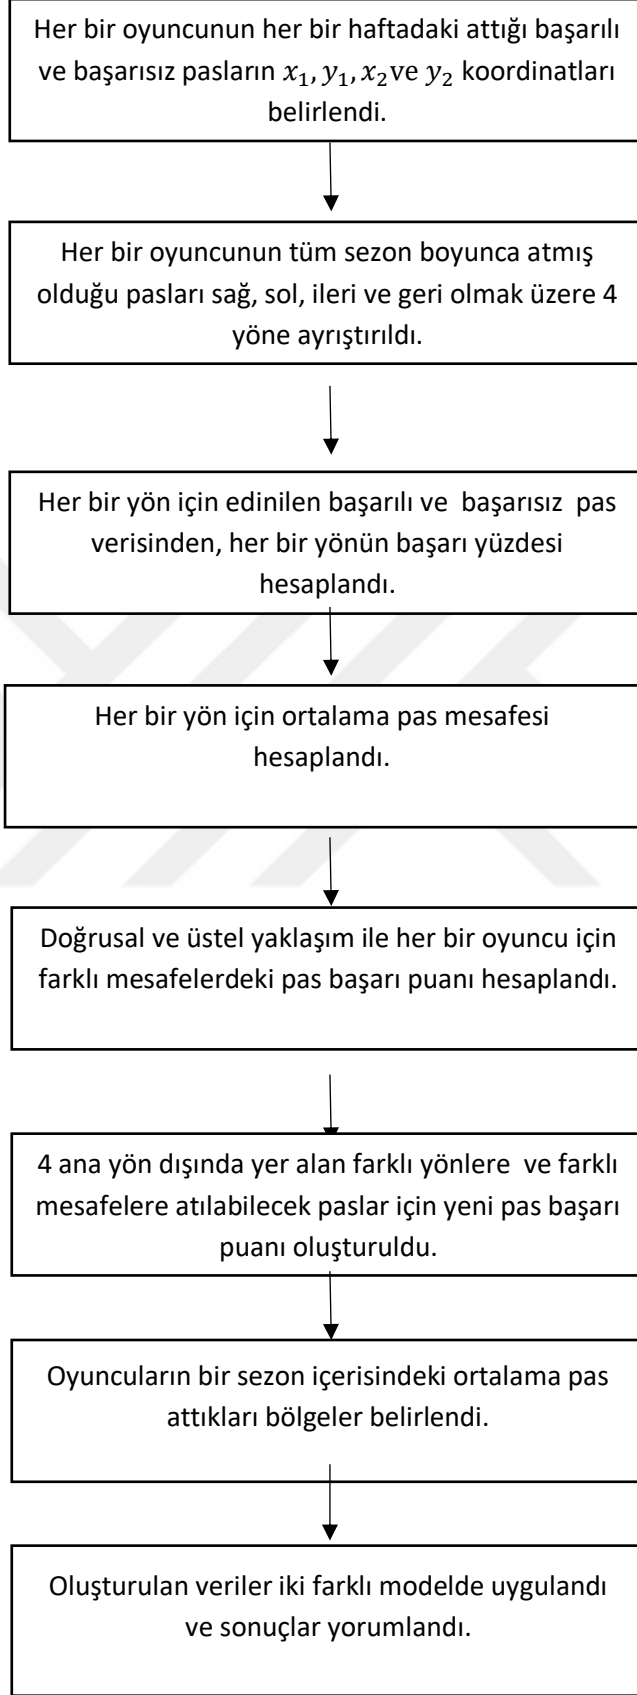 Her bir oyuncunun her bir haftadaki attığı başarılı
ve başarısız pasların x₁, y₁, x₂ve y₂ koordinatları
belirlendi.
Her bir oyuncunun tüm sezon boyunca atmış
olduğu pasları sağ, sol, ileri ve geri olmak üzere 4
yöne ayrıştırıldı.
Her bir yön için edinilen başarılı ve başarısız pas
verisinden, her bir yönün başarı yüzdesi
hesaplandı.
Her bir yön için ortalama pas mesafesi
hesaplandı.
Doğrusal ve üstel yaklaşım ile her bir oyuncu için
farklı mesafelerdeki pas başarı puanı hesaplandı.
4 ana yön dışında yer alan farklı yönlere ve farklı
mesafelere atılabilecek paslar için yeni pas başarı
puanı oluşturuldu.
Oyuncuların bir sezon içerisindeki ortalama pas
attıkları bölgeler belirlendi.
Oluşturulan veriler iki farklı modelde uygulandı
ve sonuçlar yorumlandı.